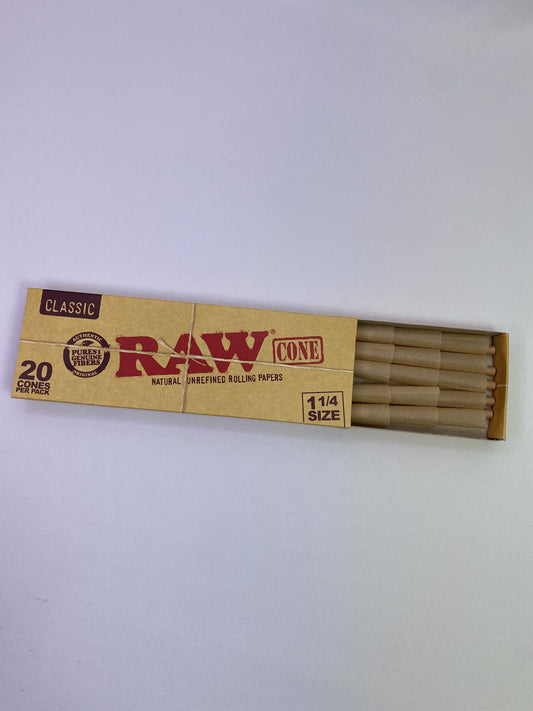 CLASSIC
AUTHENTIC
PUREST
GENUINE
FIBERS
ORIGINAL
RAW®
CONE
NATURAL UNREFINED ROLLING PAPERS
20
CONES
PER PACK
1 1/4
SIZE